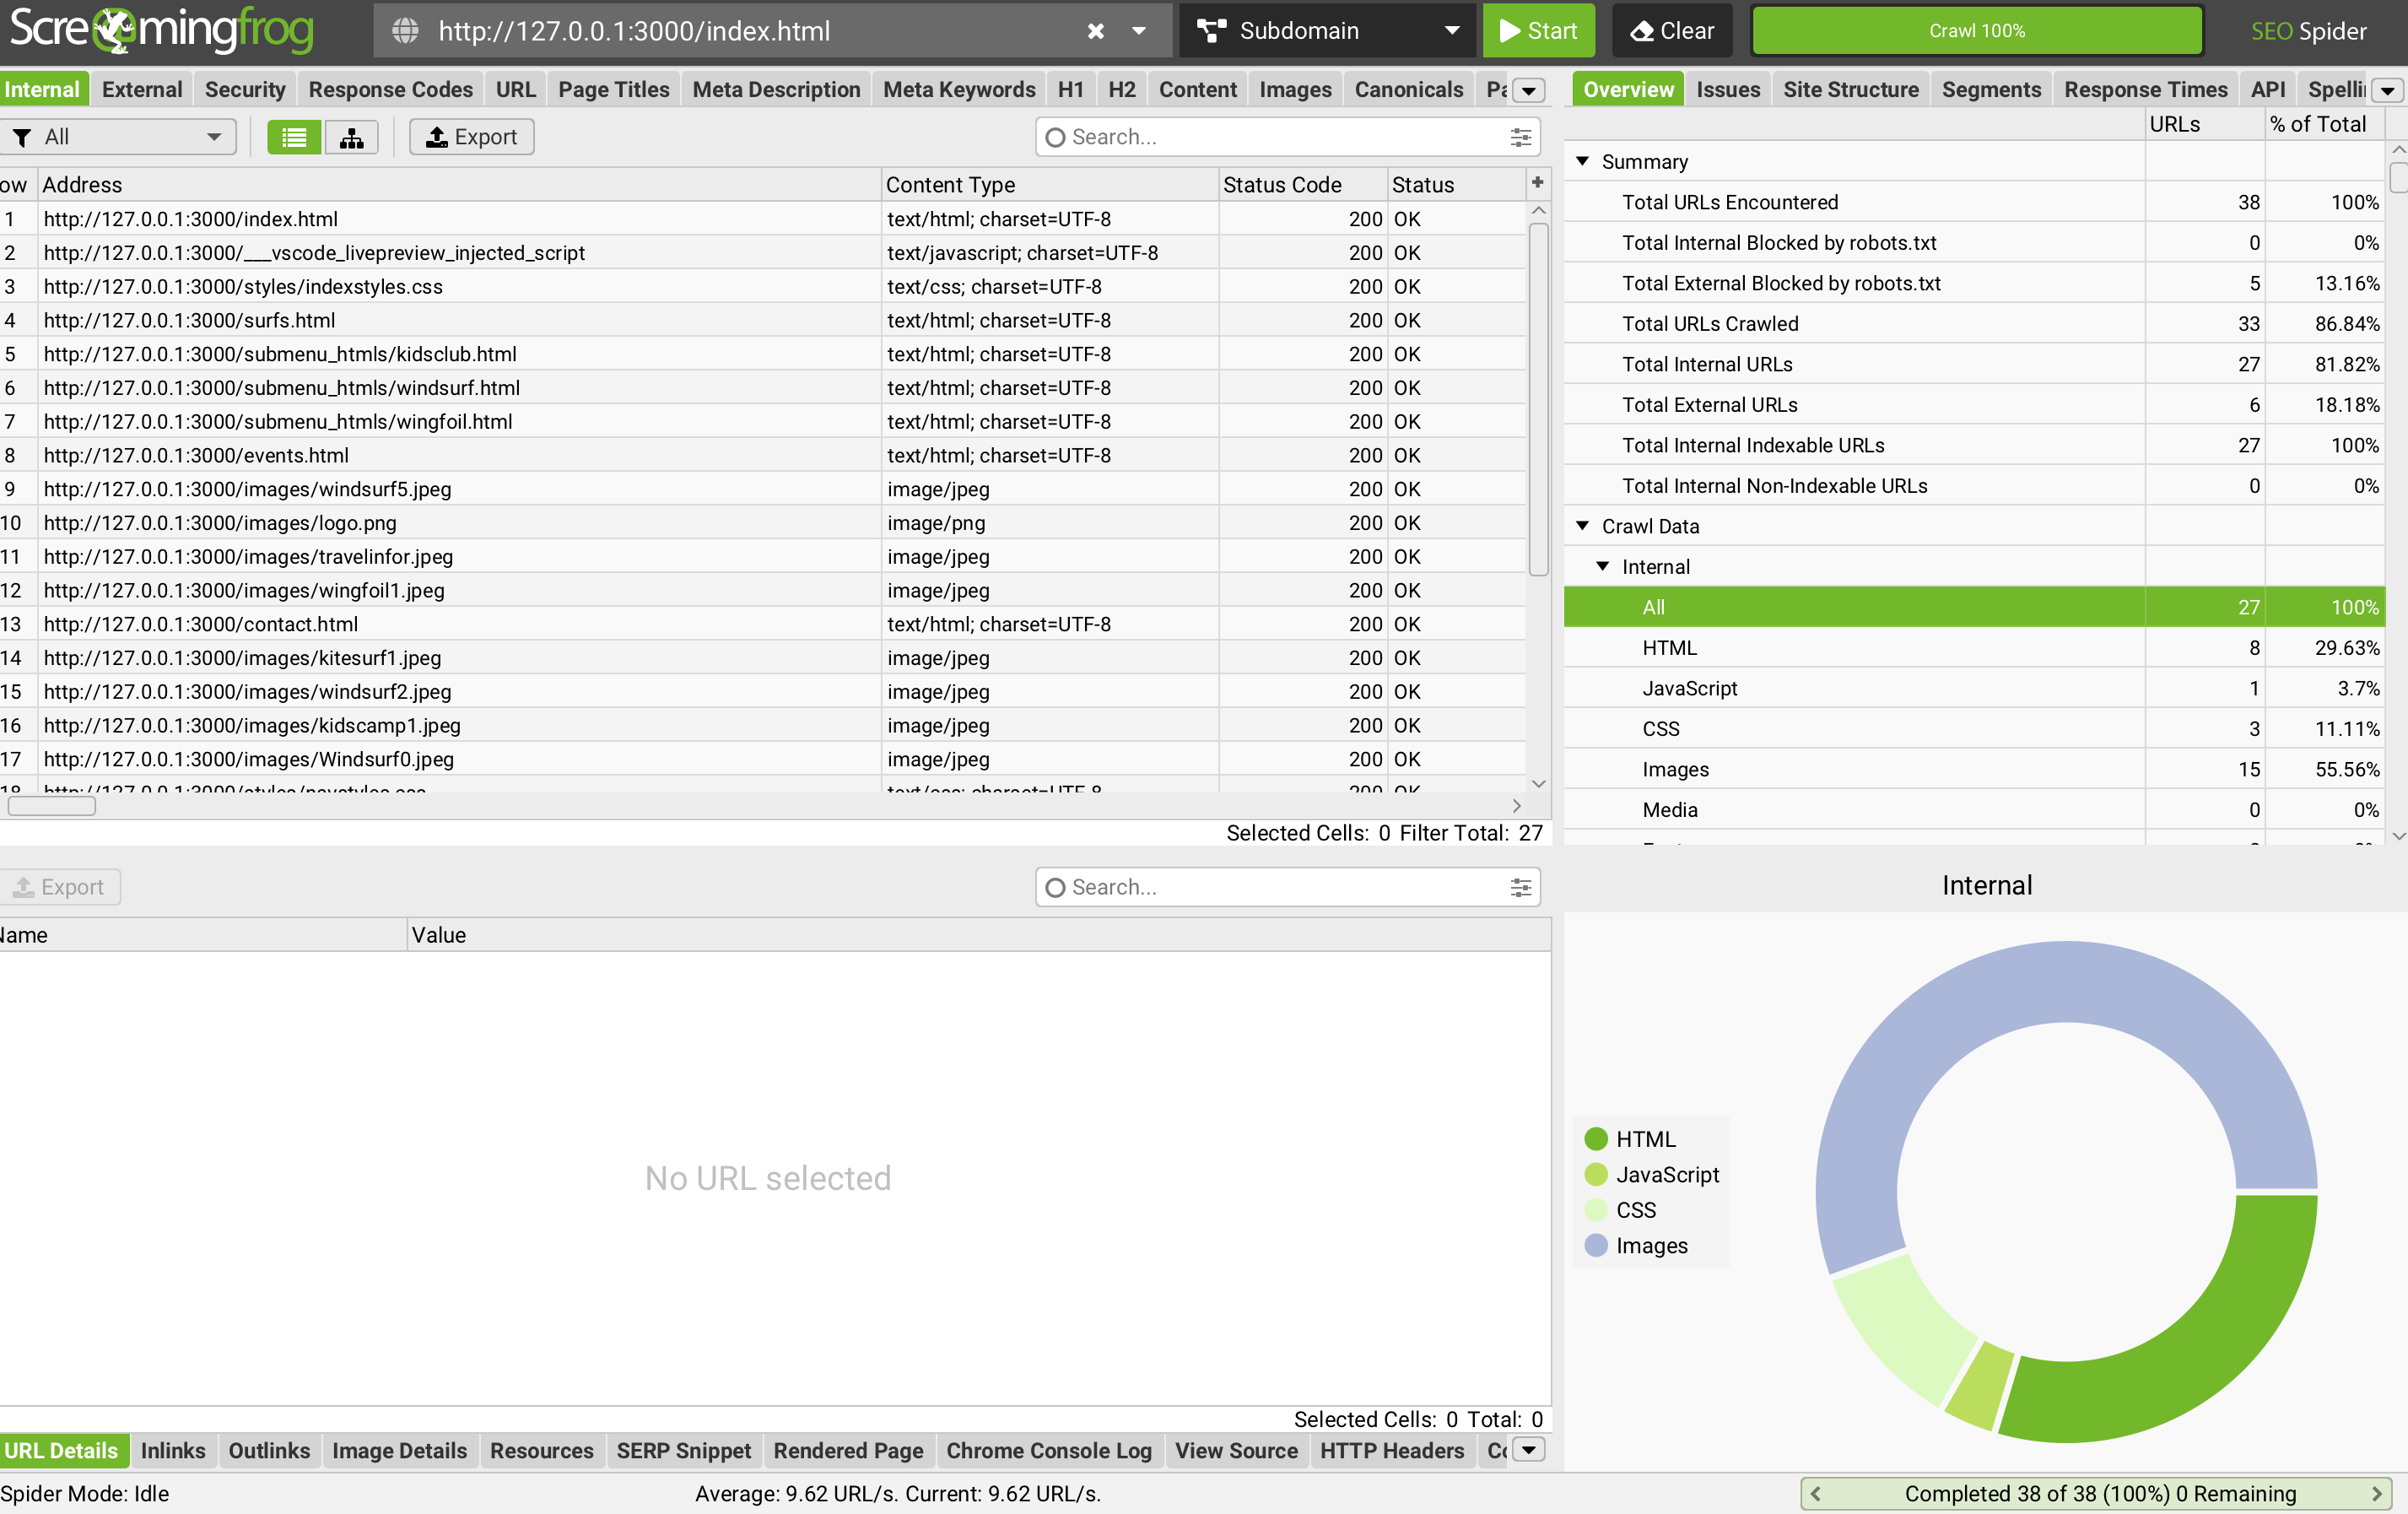 Screamingfrog http://127.0.0.1:3000/index.html Subdomain Start Clear Crawl 100% SEO Spider
Internal External Security Response Codes URL Page Titles Meta Description Meta Keywords H1 H2 Content Images Canonicals Pa
All Export Search...
ow Address Content Type Status Code Status
1 http://127.0.0.1:3000/index.html text/html; charset=UTF-8 200 OK
2 http://127.0.0.1:3000/___vscode_livepreview_injected_script text/javascript; charset=UTF-8 200 OK
3 http://127.0.0.1:3000/styles/indexstyles.css text/css; charset=UTF-8 200 OK
4 http://127.0.0.1:3000/surfs.html text/html; charset=UTF-8 200 OK
5 http://127.0.0.1:3000/submenu_htmls/kidsclub.html text/html; charset=UTF-8 200 OK
6 http://127.0.0.1:3000/submenu_htmls/windsurf.html text/html; charset=UTF-8 200 OK
7 http://127.0.0.1:3000/submenu_htmls/wingfoil.html text/html; charset=UTF-8 200 OK
8 http://127.0.0.1:3000/events.html text/html; charset=UTF-8 200 OK
9 http://127.0.0.1:3000/images/windsurf5.jpeg image/jpeg 200 OK
10 http://127.0.0.1:3000/images/logo.png image/png 200 OK
11 http://127.0.0.1:3000/images/travelinfor.jpeg image/jpeg 200 OK
12 http://127.0.0.1:3000/images/wingfoil1.jpeg image/jpeg 200 OK
13 http://127.0.0.1:3000/contact.html text/html; charset=UTF-8 200 OK
14 http://127.0.0.1:3000/images/kitesurf1.jpeg image/jpeg 200 OK
15 http://127.0.0.1:3000/images/windsurf2.jpeg image/jpeg 200 OK
16 http://127.0.0.1:3000/images/kidscamp1.jpeg image/jpeg 200 OK
17 http://127.0.0.1:3000/images/Windsurf0.jpeg image/jpeg 200 OK
18 http://127.0.0.1:3000/styles/navstyles.css text/css; charset=UTF-8 200 OK
Selected Cells: 0 Filter Total: 27
Export Search...
Name Value
No URL selected
Selected Cells: 0 Total: 0
URL Details Inlinks Outlinks Image Details Resources SERP Snippet Rendered Page Chrome Console Log View Source HTTP Headers Co
Spider Mode: Idle Average: 9.62 URL/s. Current: 9.62 URL/s.
Overview Issues Site Structure Segments Response Times API Spelli
URLs % of Total
Summary
Total URLs Encountered 38 100%
Total Internal Blocked by robots.txt 0 0%
Total External Blocked by robots.txt 5 13.16%
Total URLs Crawled 33 86.84%
Total Internal URLs 27 81.82%
Total External URLs 6 18.18%
Total Internal Indexable URLs 27 100%
Total Internal Non-Indexable URLs 0 0%
Crawl Data
Internal
All 27 100%
HTML 8 29.63%
JavaScript 1 3.7%
CSS 3 11.11%
Images 15 55.56%
Media 0 0%
Internal
HTML
JavaScript
CSS
Images
Completed 38 of 38 (100%) 0 Remaining